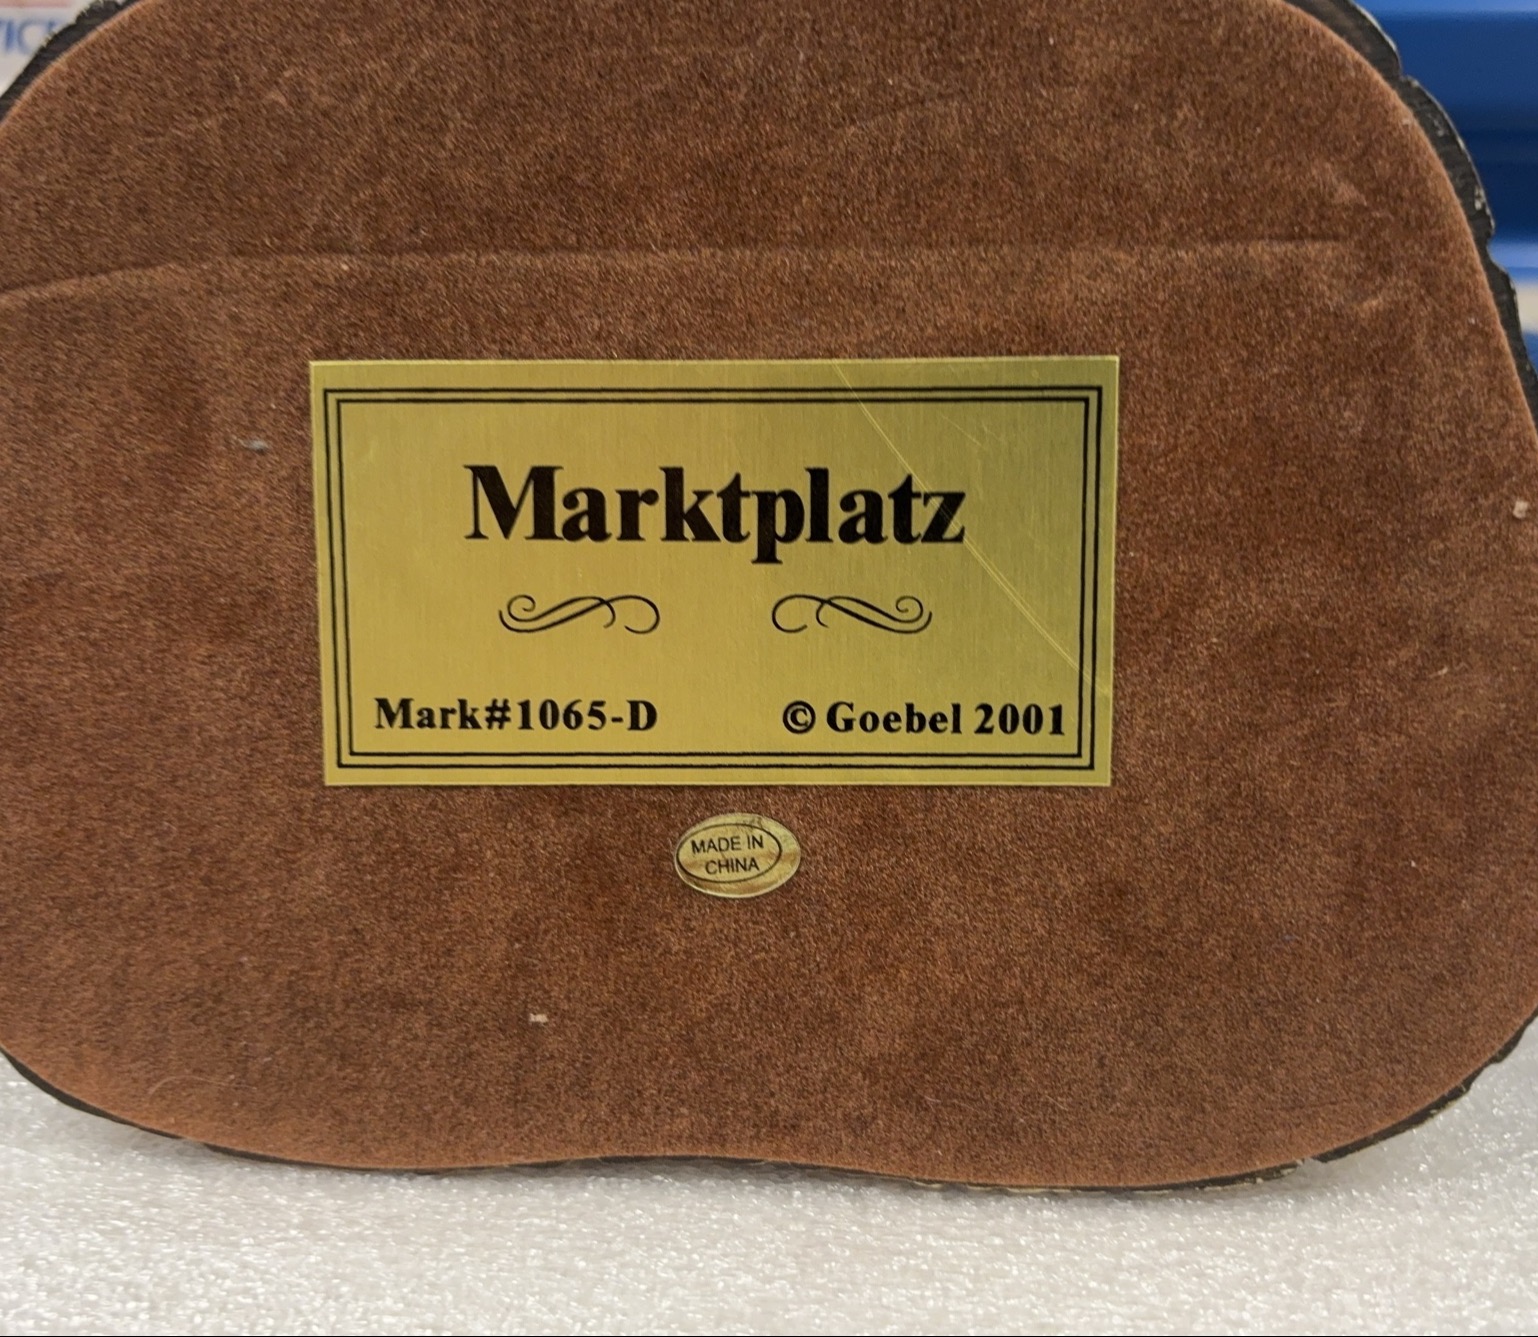 Marktplatz
Mark#1065-D © Goebel 2001
MADE IN
CHINA